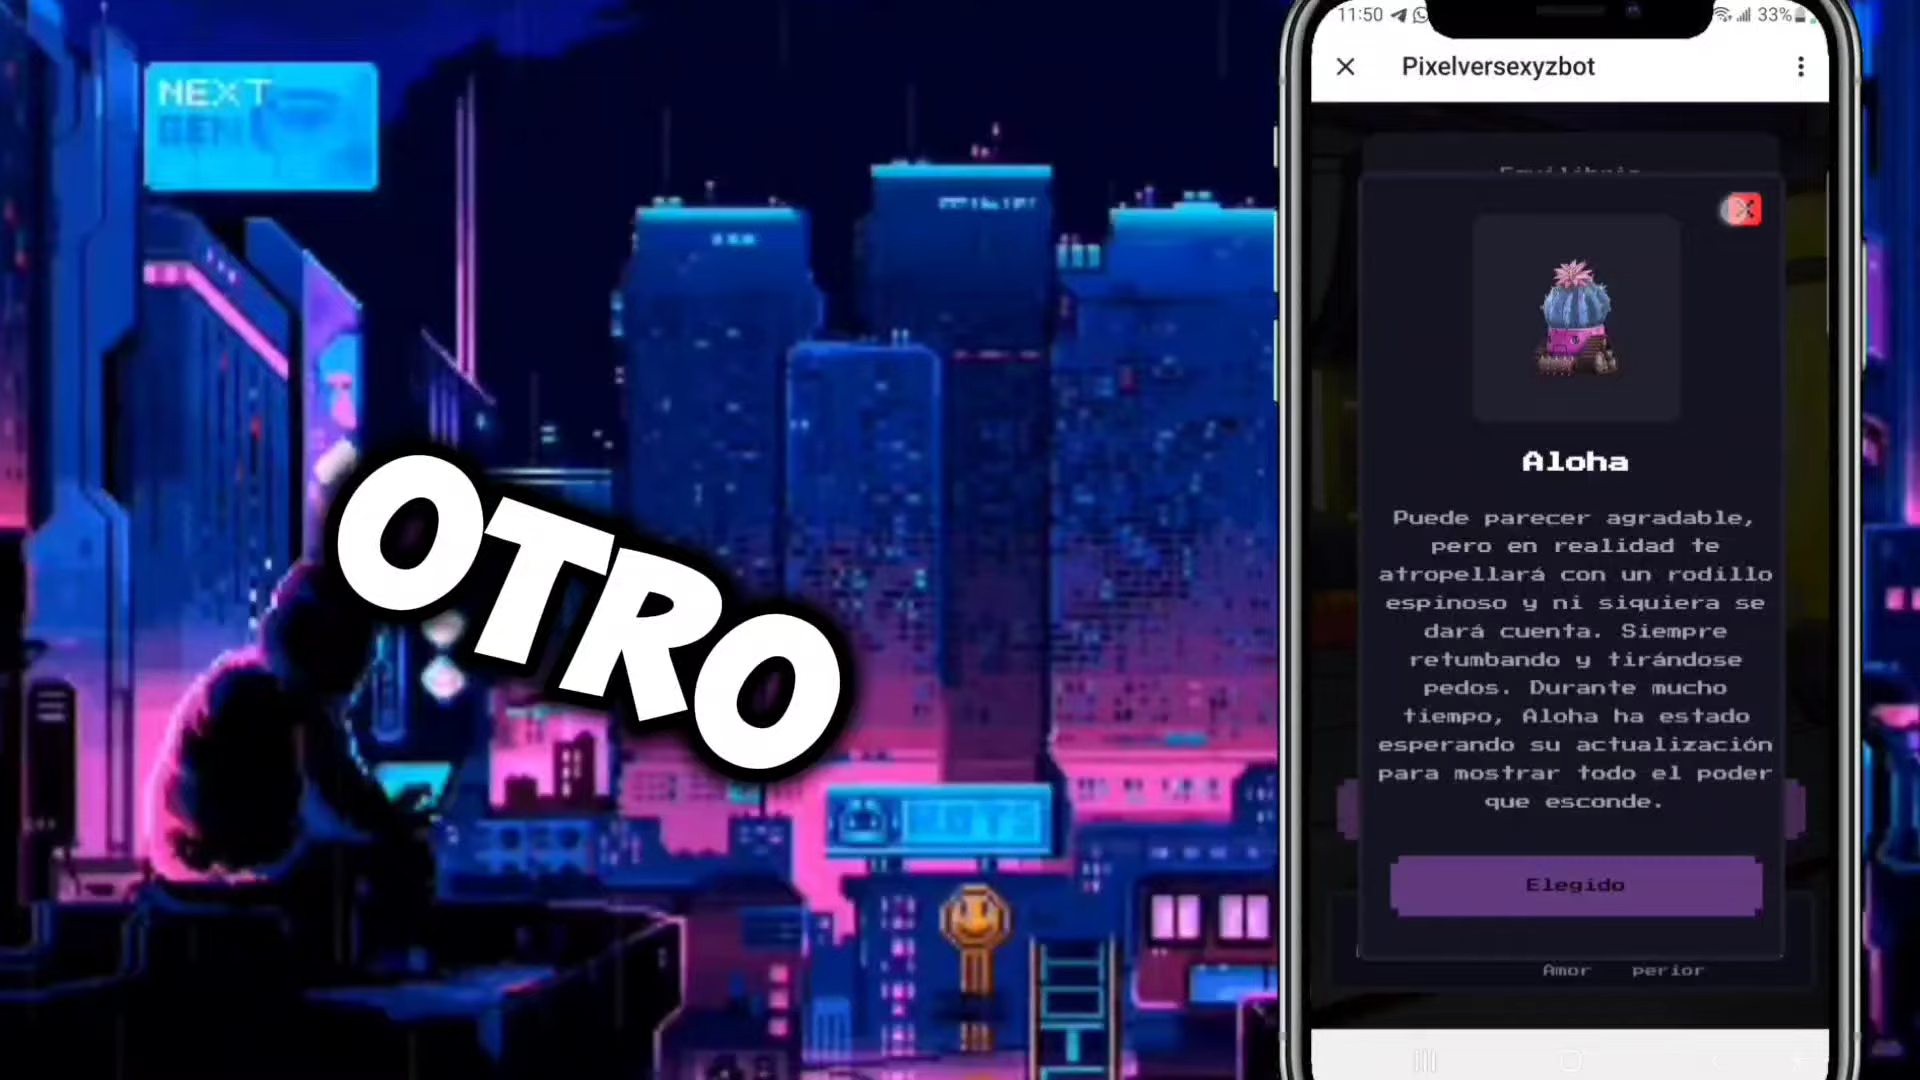 NEXT
GEN
OTRO
11:50
33%
Pixelversexyzbot
Aloha
Puede parecer agradable,
pero en realidad te
atropellará con un rodillo
espinoso y ni siquiera se
dará cuenta. Siempre
retumbando y tirándose
pedos. Durante mucho
tiempo, Aloha ha estado
esperando su actualización
para mostrar todo el poder
que esconde.
Elegido
Amor perior